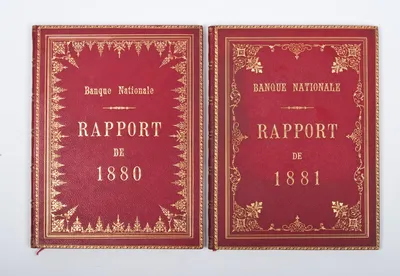 Banque Nationale
RAPPORT
DE
1880
BANQUE NATIONALE
RAPPORT
DE
1881